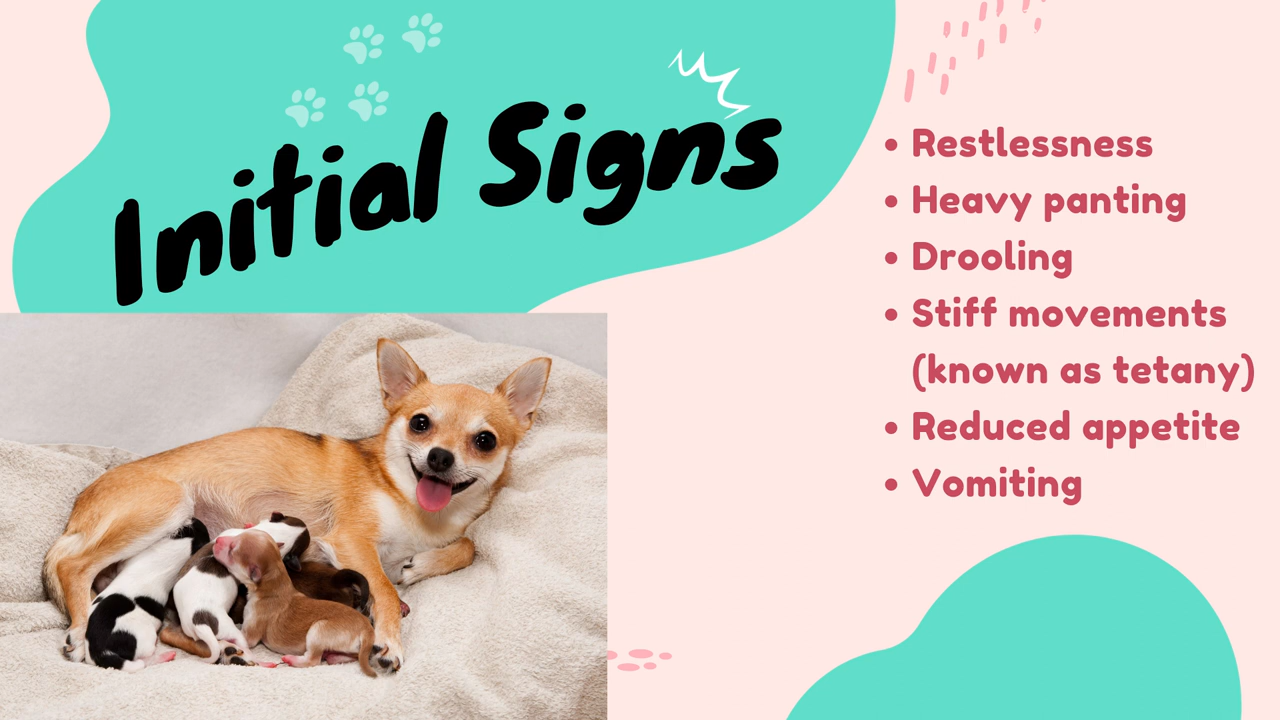 Initial Signs
• Restlessness
• Heavy panting
• Drooling
• Stiff movements
(known as tetany)
• Reduced appetite
• Vomiting